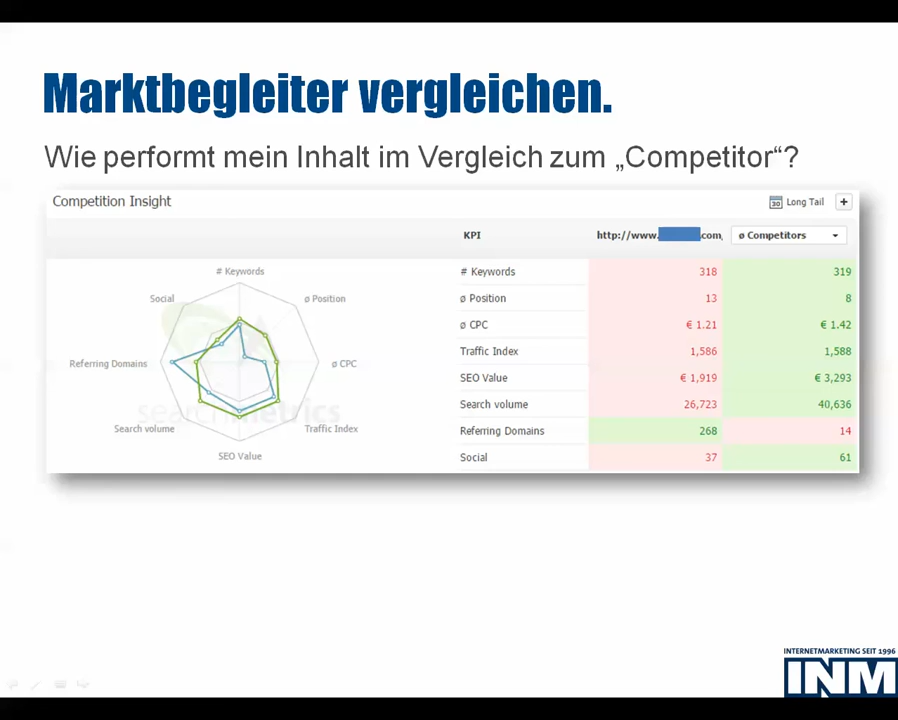 Marktbegleiter vergleichen.
Wie performt mein Inhalt im Vergleich zum „Competitor“?
Competition Insight
30 Long Tail +
KPI http://www. com, ø Competitors
# Keywords 318 319
ø Position 13 8
ø CPC € 1.21 € 1.42
Traffic Index 1,586 1,588
SEO Value € 1,919 € 3,293
Search volume 26,723 40,636
Referring Domains 268 14
Social 37 61
# Keywords
Social ø Position
Referring Domains ø CPC
searchmetrics
Search volume Traffic Index
SEO Value
INTERNETMARKETING SEIT 1996
INM